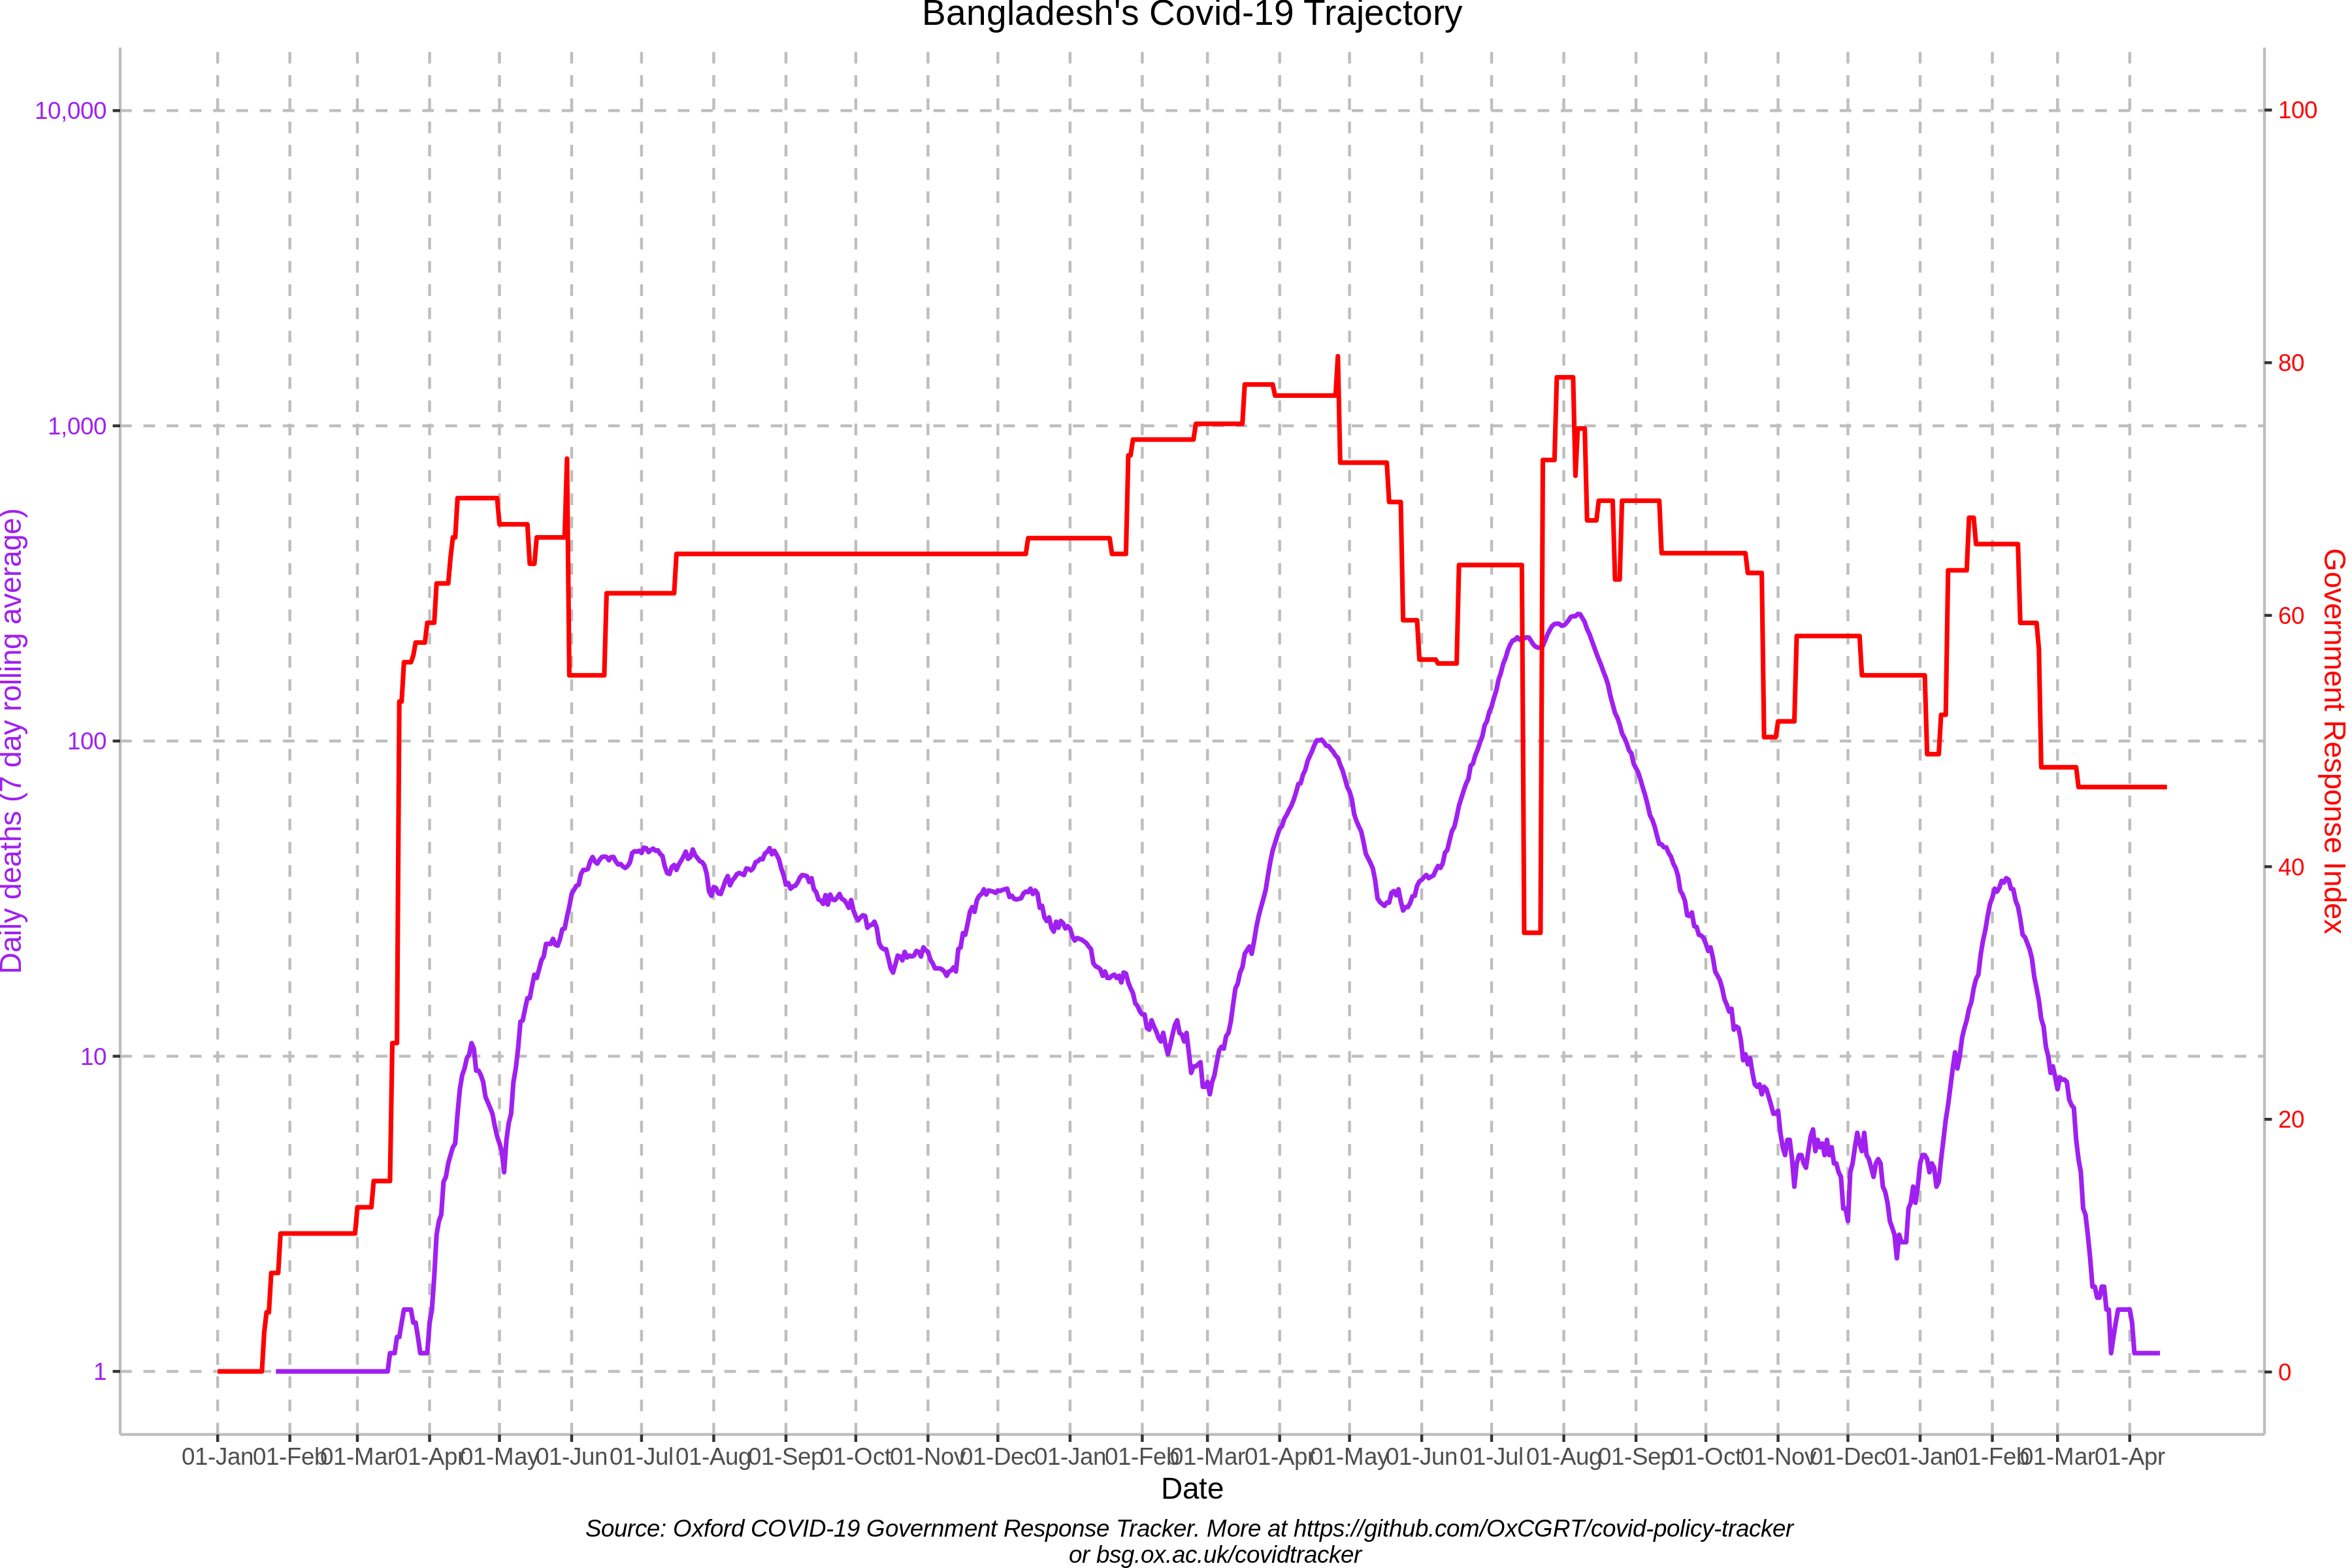 Bangladesh's Covid-19 Trajectory
10,000
1,000
100
10
1
Daily deaths (7 day rolling average)
100
80
60
40
20
0
Government Response Index
01-Jan 01-Feb 01-Mar 01-Apr 01-May 01-Jun 01-Jul 01-Aug 01-Sep 01-Oct 01-Nov 01-Dec 01-Jan 01-Feb 01-Mar 01-Apr 01-May 01-Jun 01-Jul 01-Aug 01-Sep 01-Oct 01-Nov 01-Dec 01-Jan 01-Feb 01-Mar 01-Apr
Date
Source: Oxford COVID-19 Government Response Tracker. More at https://github.com/OxCGRT/covid-policy-tracker
or bsg.ox.ac.uk/covidtracker